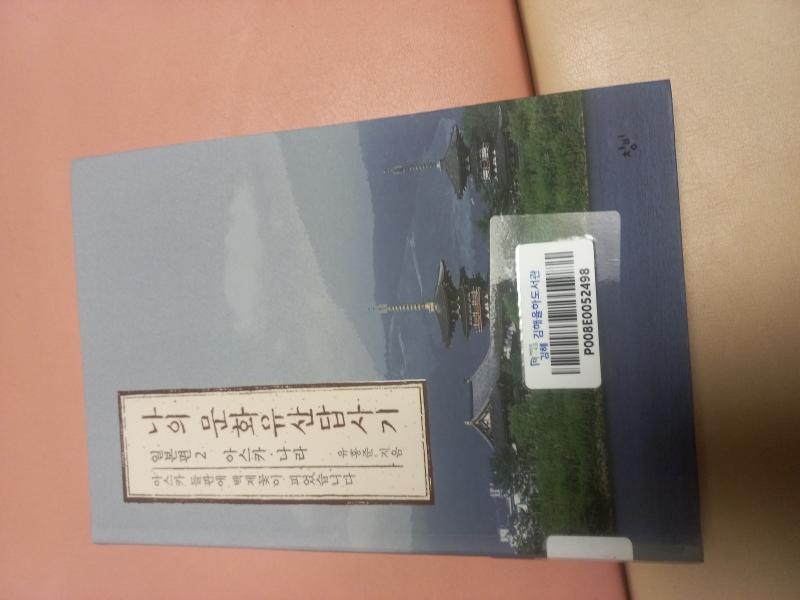 나의 문화유산답사기
일본편 2 아스카·나라
유홍준 지음
아스카 들판에 백제꽃이 피었습니다
창비
김해 김해율하도서관
P008E0052498